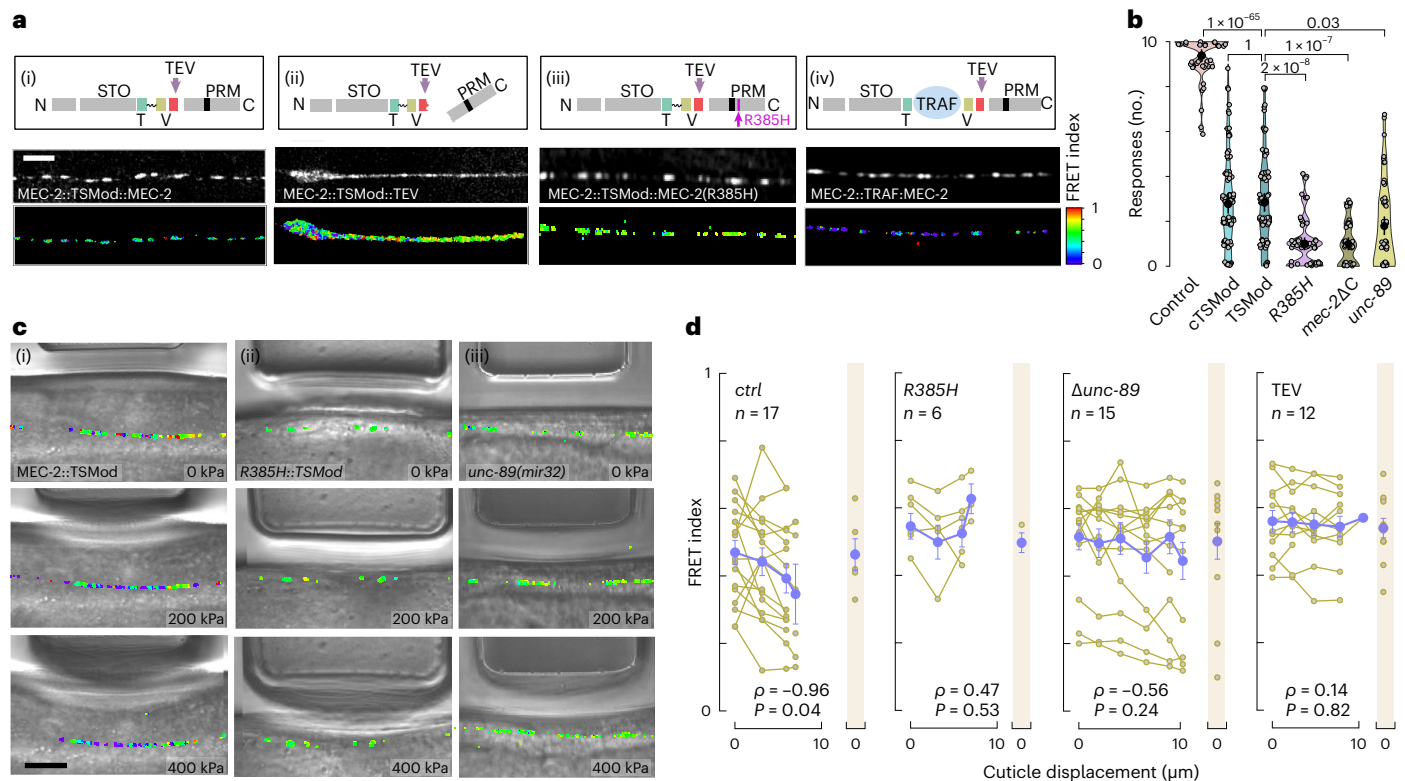 a
(i)
TEV
STO
PRM
N
C
T
V
(ii)
TEV
STO
PRM
N
C
T
V
(iii)
TEV
STO
PRM
N
C
T
V
R385H
(iv)
TEV
STO
TRAF
PRM
N
C
T
V
MEC-2::TSMod::MEC-2
MEC-2::TSMod::TEV
MEC-2::TSMod::MEC-2(R385H)
MEC-2::TRAF:MEC-2
FRET index
1
0
b
1 × 10⁻⁶⁵
0.03
1
1 × 10⁻⁷
2 × 10⁻⁸
10
Responses (no.)
0
Control
cTSMod
TSMod
R385H
mec-2ΔC
unc-89
c
(i)
(ii)
(iii)
MEC-2::TSMod
0 kPa
R385H::TSMod
0 kPa
unc-89(mir32)
0 kPa
200 kPa
200 kPa
200 kPa
400 kPa
400 kPa
400 kPa
d
1
FRET index
0
ctrl
n = 17
ρ = −0.96
P = 0.04
0
10
0
R385H
n = 6
ρ = 0.47
P = 0.53
0
10
0
Δunc-89
n = 15
ρ = −0.56
P = 0.24
0
10
0
TEV
n = 12
ρ = 0.14
P = 0.82
0
10
0
Cuticle displacement (μm)